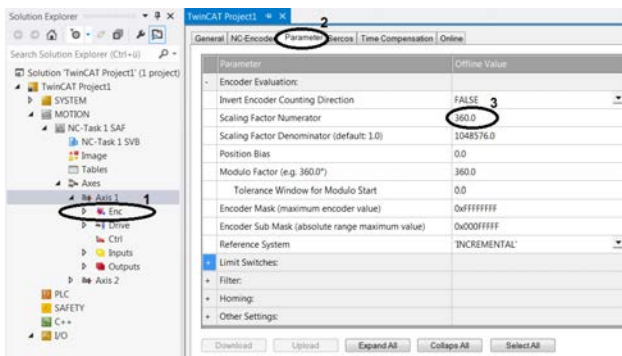 Solution Explorer
Search Solution Explorer (Ctrl+ü)
Solution 'TwinCAT Project1' (1 project)
TwinCAT Project1
SYSTEM
MOTION
NC-Task 1 SAF
NC-Task 1 SVB
Image
Tables
Axes
Axis 1
1
Enc
Drive
Ctrl
Inputs
Outputs
Axis 2
PLC
SAFETY
C++
I/O
TwinCAT Project1
2
General NC-Encoder Parameter Sercos Time Compensation Online
Parameter Offline Value
- Encoder Evaluation:
Invert Encoder Counting Direction FALSE
3
Scaling Factor Numerator 360.0
Scaling Factor Denominator (default: 1.0) 1048576.0
Position Bias 0.0
Modulo Factor (e.g. 360.0°) 360.0
Tolerance Window for Modulo Start 0.0
Encoder Mask (maximum encoder value) 0xFFFFFFFF
Encoder Sub Mask (absolute range maximum value) 0x000FFFFF
Reference System 'INCREMENTAL'
+ Limit Switches:
+ Filter:
+ Homing:
+ Other Settings:
Download Upload Expand All Collaps All Select All